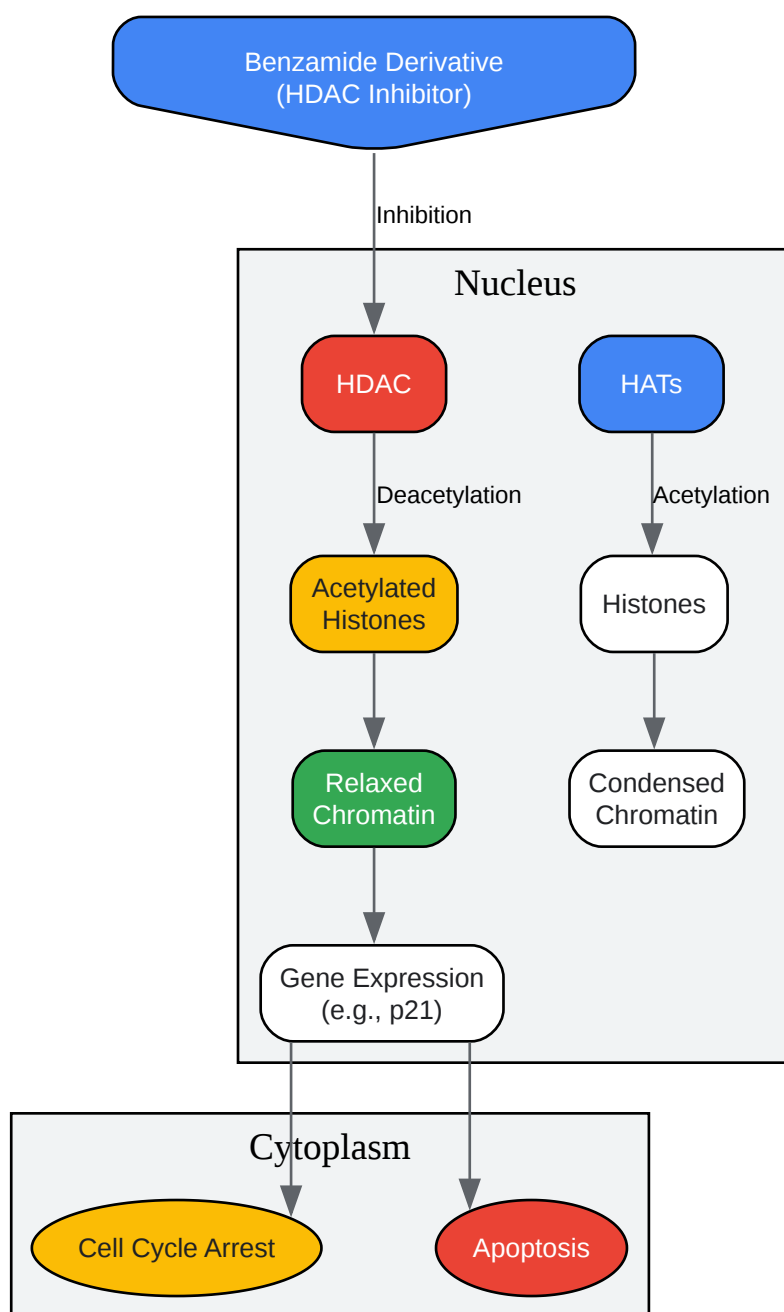 Benzamide Derivative
(HDAC Inhibitor)
Inhibition
Nucleus
HDAC
HATs
Deacetylation
Acetylation
Acetylated
Histones
Histones
Relaxed
Chromatin
Condensed
Chromatin
Gene Expression
(e.g., p21)
Cytoplasm
Cell Cycle Arrest
Apoptosis